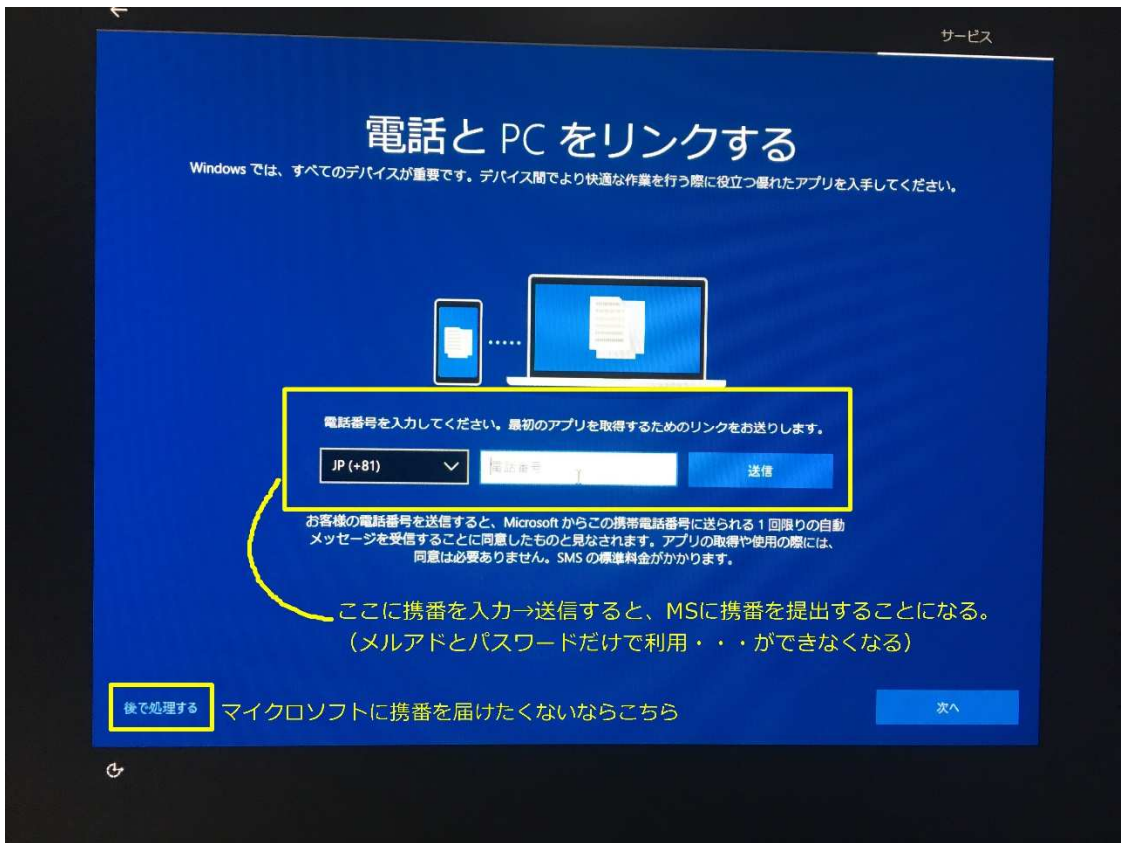 サービス
電話と PC をリンクする
Windows では、すべてのデバイスが重要です。デバイス間でより快適な作業を行う際に役立つ優れたアプリを入手してください。
電話番号を入力してください。最初のアプリを取得するためのリンクをお送りします。
JP (+81)
電話番号
送信
お客様の電話番号を送信すると、Microsoft からこの携帯電話番号に送られる 1 回限りの自動
メッセージを受信することに同意したものと見なされます。アプリの取得や使用の際には、
同意は必要ありません。SMS の標準料金がかかります。
ここに携番を入力→送信すると、MSに携番を提出することになる。
（メルアドとパスワードだけで利用・・・ができなくなる）
後で処理する
マイクロソフトに携番を届けたくないならこちら
次へ